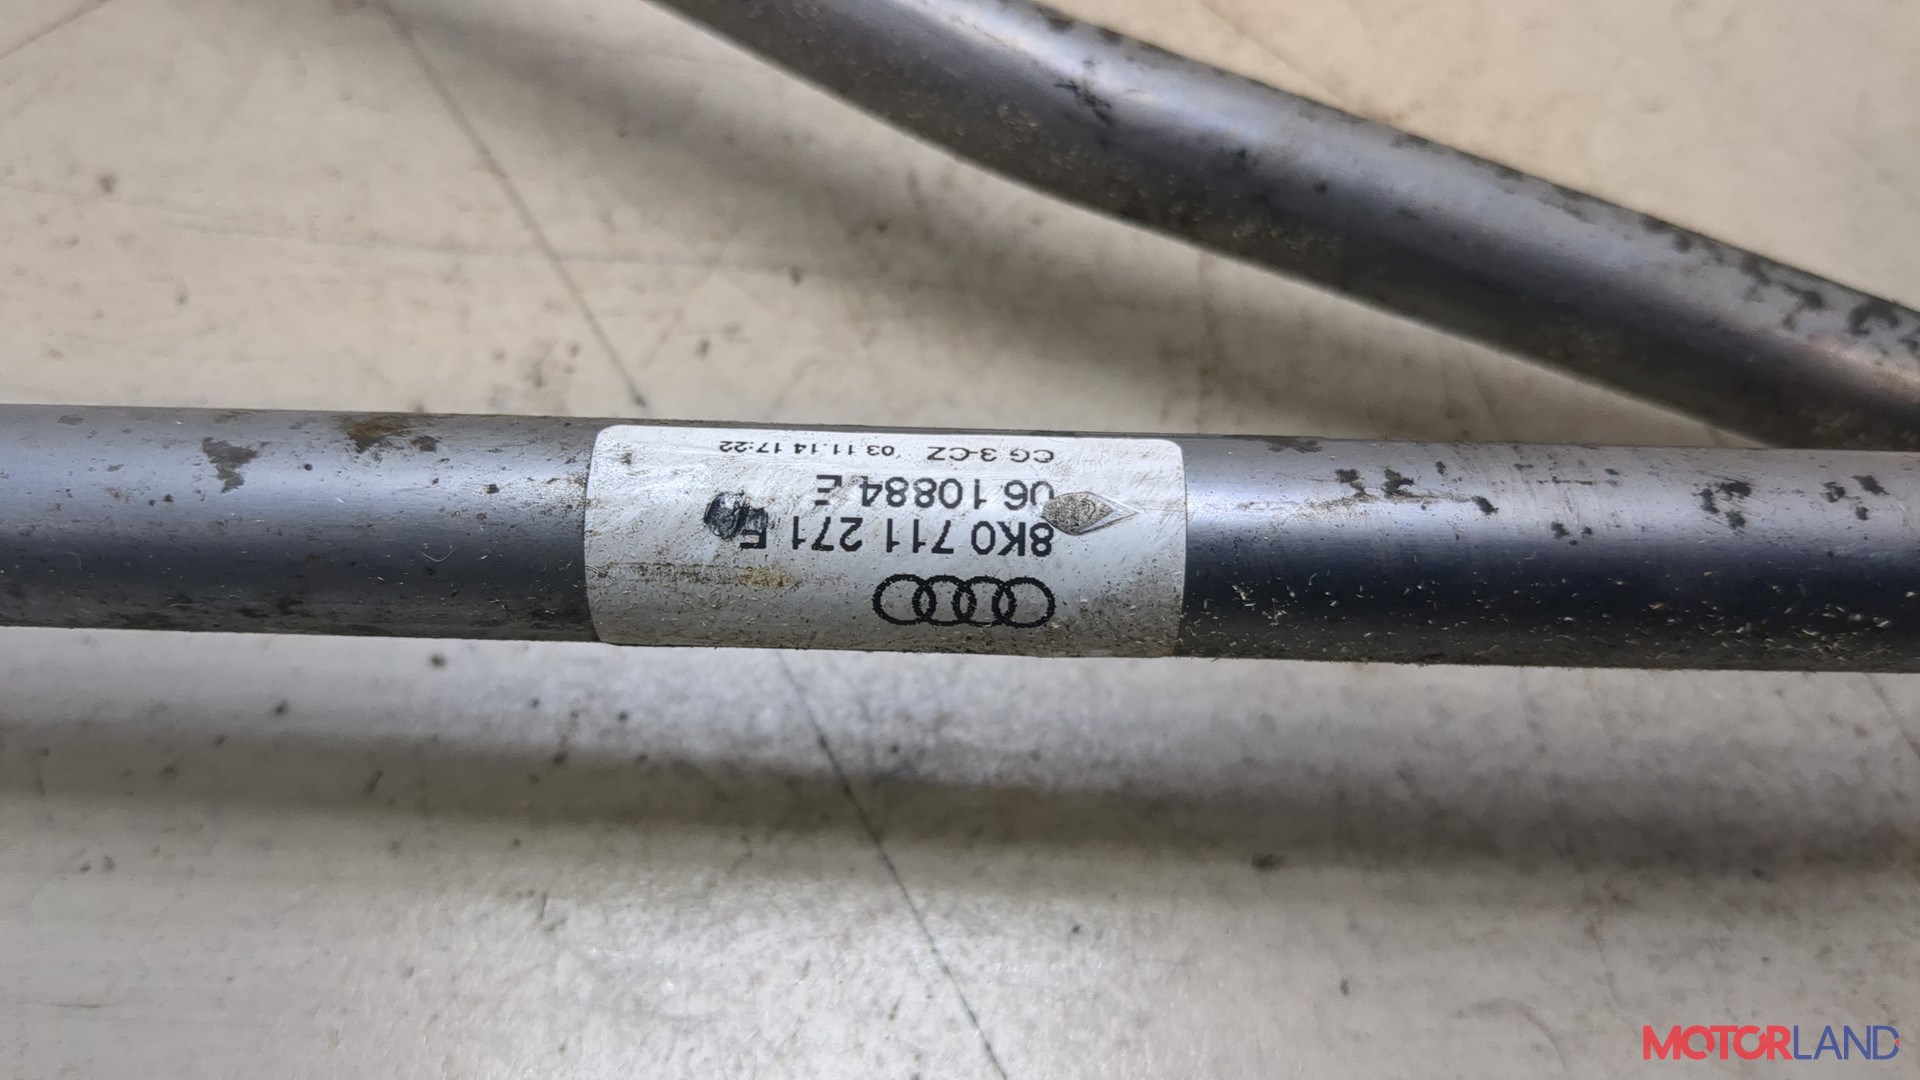 8K0 711 271 E
06 10884 E
CG 3-CZ 03.11.14 17:22
MOTORLAND